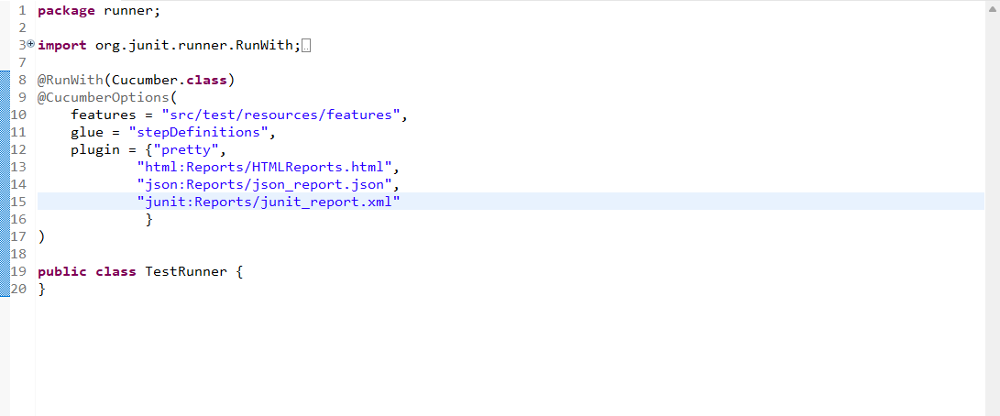 1 package runner;
2
3 import org.junit.runner.RunWith;
7
8 @RunWith(Cucumber.class)
9 @CucumberOptions(
10     features = "src/test/resources/features",
11     glue = "stepDefinitions",
12     plugin = {"pretty",
13             "html:Reports/HTMLReports.html",
14             "json:Reports/json_report.json",
15             "junit:Reports/junit_report.xml"
16              }
17 )
18
19 public class TestRunner {
20 }